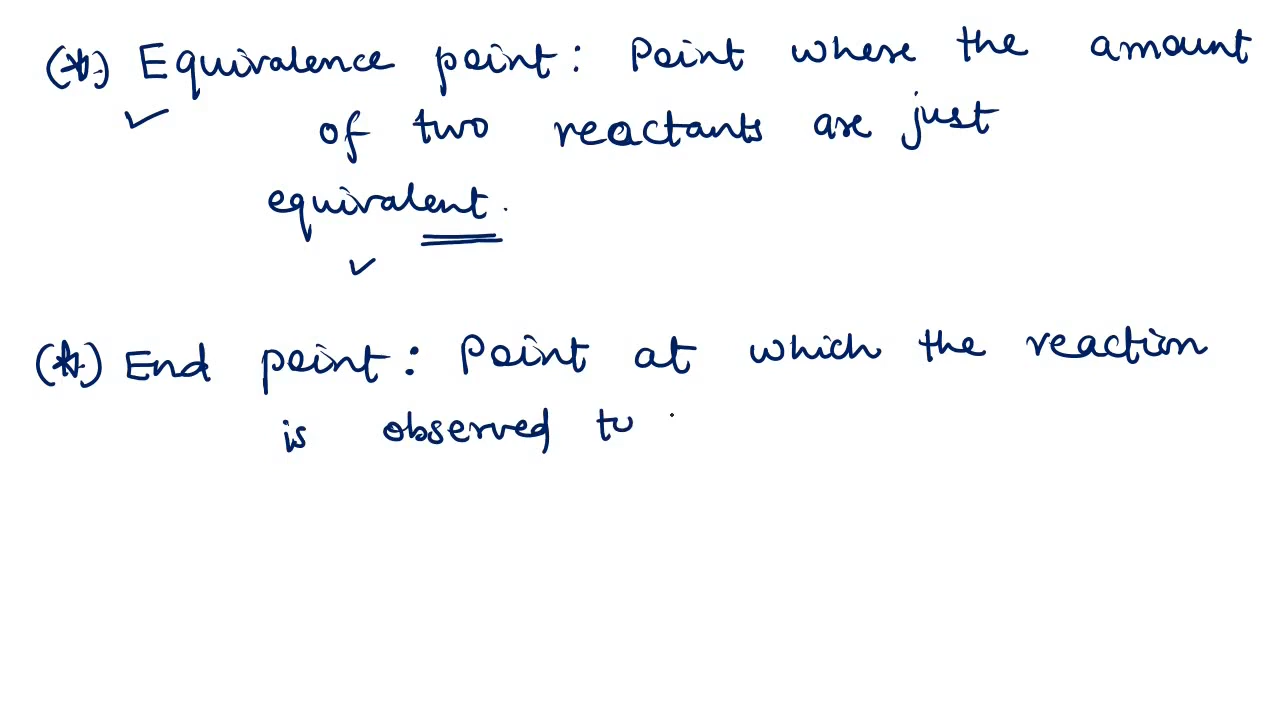 (*) Equivalence point : Point where the amount
of two reactants are just
equivalent.
(*) End point : Point at which the reaction
is observed to